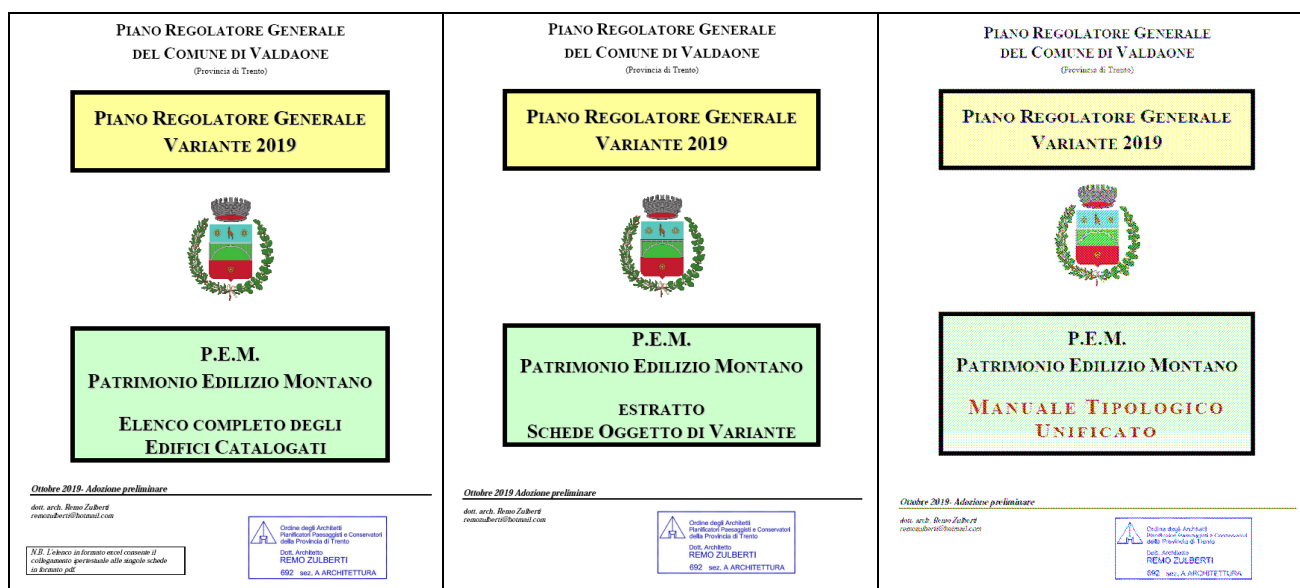 PIANO REGOLATORE GENERALE
DEL COMUNE DI VALDAONE
(Provincia di Trento)
PIANO REGOLATORE GENERALE
VARIANTE 2019
P.E.M.
PATRIMONIO EDILIZIO MONTANO
ELENCO COMPLETO DEGLI
EDIFICI CATALOGATI
Ottobre 2019- Adozione preliminare
dott. arch. Remo Zulberti
remozulberti@hotmail.com
N.B. L'elenco in formato excel consente il
collegamento ipertestuale alle singole schede
in formato pdf.
Ordine degli Architetti
Pianificatori Paesaggisti e Conservatori
della Provincia di Trento
Dott. Architetto
REMO ZULBERTI
692 sez. A ARCHITETTURA
PIANO REGOLATORE GENERALE
DEL COMUNE DI VALDAONE
(Provincia di Trento)
PIANO REGOLATORE GENERALE
VARIANTE 2019
P.E.M.
PATRIMONIO EDILIZIO MONTANO
ESTRATTO
SCHEDE OGGETTO DI VARIANTE
Ottobre 2019 Adozione preliminare
dott. arch. Remo Zulberti
remozulberti@hotmail.com
Ordine degli Architetti
Pianificatori Paesaggisti e Conservatori
della Provincia di Trento
Dott. Architetto
REMO ZULBERTI
692 sez. A ARCHITETTURA
PIANO REGOLATORE GENERALE
DEL COMUNE DI VALDAONE
(Provincia di Trento)
PIANO REGOLATORE GENERALE
VARIANTE 2019
P.E.M.
PATRIMONIO EDILIZIO MONTANO
MANUALE TIPOLOGICO
UNIFICATO
Ottobre 2019- Adozione preliminare
dott. arch. Remo Zulberti
remozulberti@hotmail.com
Ordine degli Architetti
Pianificatori Paesaggisti e Conservatori
della Provincia di Trento
Dott. Architetto
REMO ZULBERTI
692 sez. A ARCHITETTURA